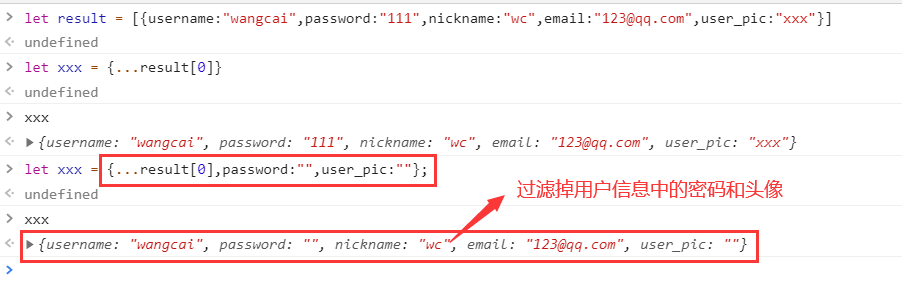 > let result = [{username:"wangcai",password:"111",nickname:"wc",email:"123@qq.com",user_pic:"xxx"}]
undefined
> let xxx = {...result[0]}
undefined
> xxx
{username: "wangcai", password: "111", nickname: "wc", email: "123@qq.com", user_pic: "xxx"}
> let xxx = {...result[0],password:"",user_pic:""};
undefined
过滤掉用户信息中的密码和头像
> xxx
{username: "wangcai", password: "", nickname: "wc", email: "123@qq.com", user_pic: ""}
>